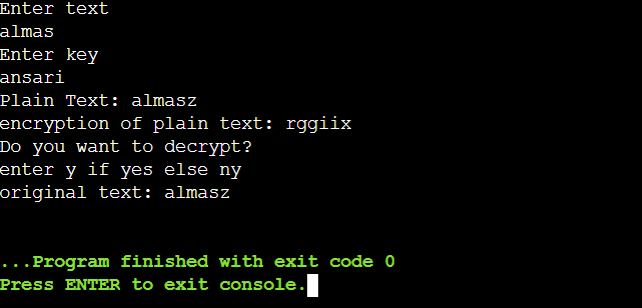 Enter text
almas
Enter key
ansari
Plain Text: almasz
encryption of plain text: rggiix
Do you want to decrypt?
enter y if yes else ny
original text: almasz
...Program finished with exit code 0
Press ENTER to exit console.